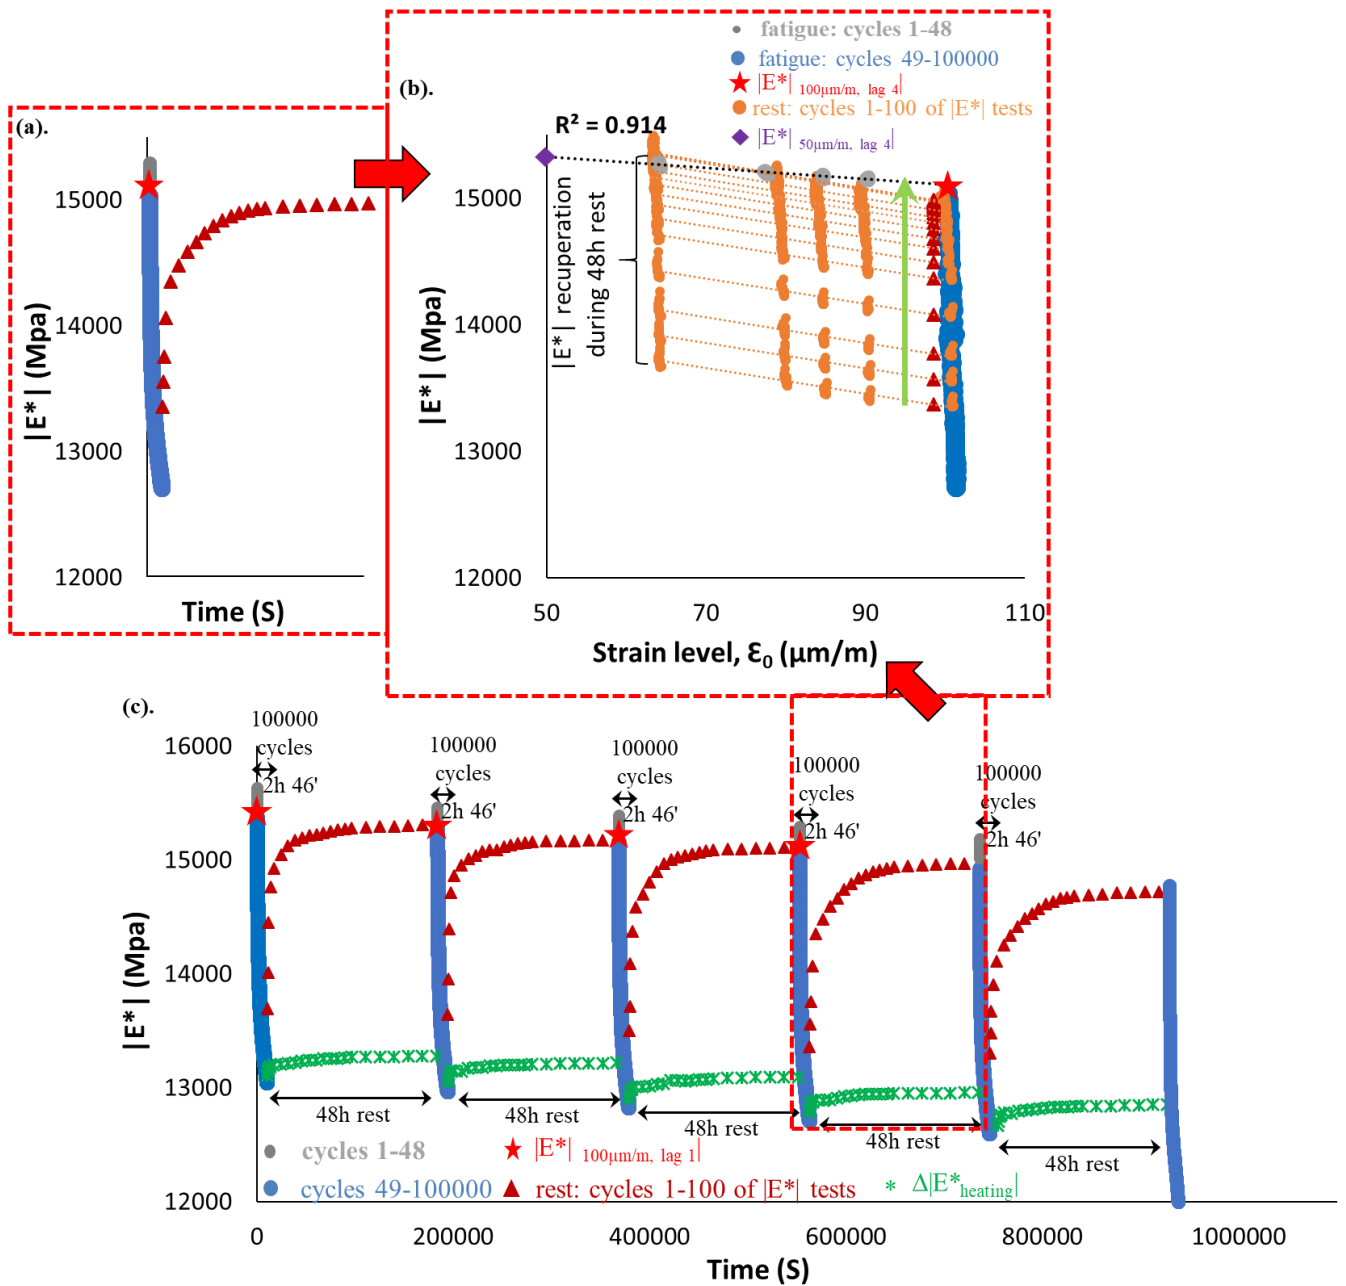 (a).
15000
14000
13000
12000
|E*| (Mpa)
Time (S)
(b).
fatigue: cycles 1-48
fatigue: cycles 49-100000
|E*| 100µm/m, lag 4|
rest: cycles 1-100 of |E*| tests
|E*| 50µm/m, lag 4|
R² = 0.914
15000
14000
13000
12000
|E*| (Mpa)
|E*| recuperation
during 48h rest
50
70
90
110
Strain level, Ɛ0 (µm/m)
(c).
16000
15000
14000
13000
12000
|E*| (Mpa)
100000
cycles
2h 46'
100000
cycles
2h 46'
100000
cycles
2h 46'
100000
cycles
2h 46'
100000
cycles
2h 46'
48h rest
48h rest
48h rest
48h rest
48h rest
cycles 1-48
|E*| 100µm/m, lag 1|
cycles 49-100000
rest: cycles 1-100 of |E*| tests
Δ|E*heating|
0
200000
400000
600000
800000
1000000
Time (S)